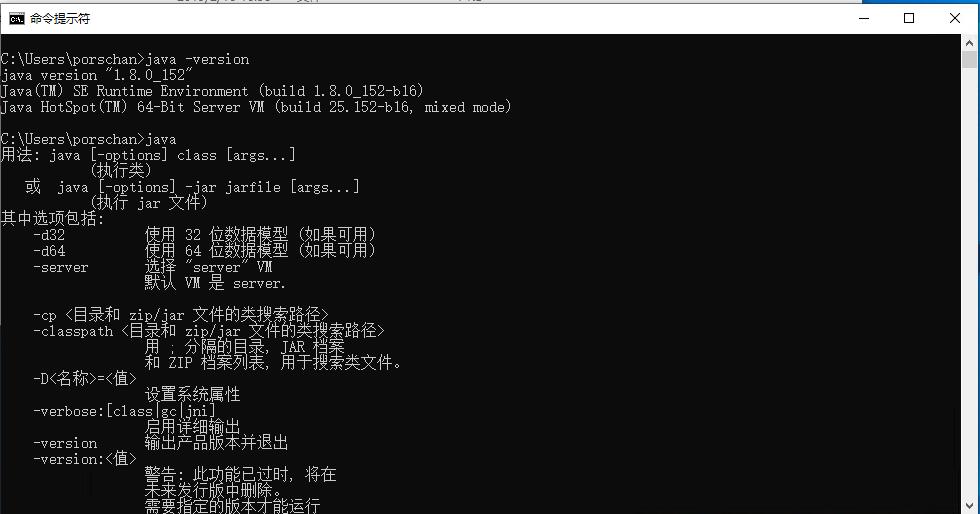 命令提示符
C:\Users\porschan>java -version
java version "1.8.0_152"
Java(TM) SE Runtime Environment (build 1.8.0_152-b16)
Java HotSpot(TM) 64-Bit Server VM (build 25.152-b16, mixed mode)
C:\Users\porschan>java
用法: java [-options] class [args...]
(执行类)
或 java [-options] -jar jarfile [args...]
(执行 jar 文件)
其中选项包括:
-d32 使用 32 位数据模型 (如果可用)
-d64 使用 64 位数据模型 (如果可用)
-server 选择 "server" VM
默认 VM 是 server.
-cp <目录和 zip/jar 文件的类搜索路径>
-classpath <目录和 zip/jar 文件的类搜索路径>
用 ; 分隔的目录, JAR 档案
和 ZIP 档案列表, 用于搜索类文件。
-D<名称>=<值>
设置系统属性
-verbose:[class|gc|jni]
启用详细输出
-version 输出产品版本并退出
-version:<值>
警告: 此功能已过时, 将在
未来发行版中删除。
需要指定的版本才能运行